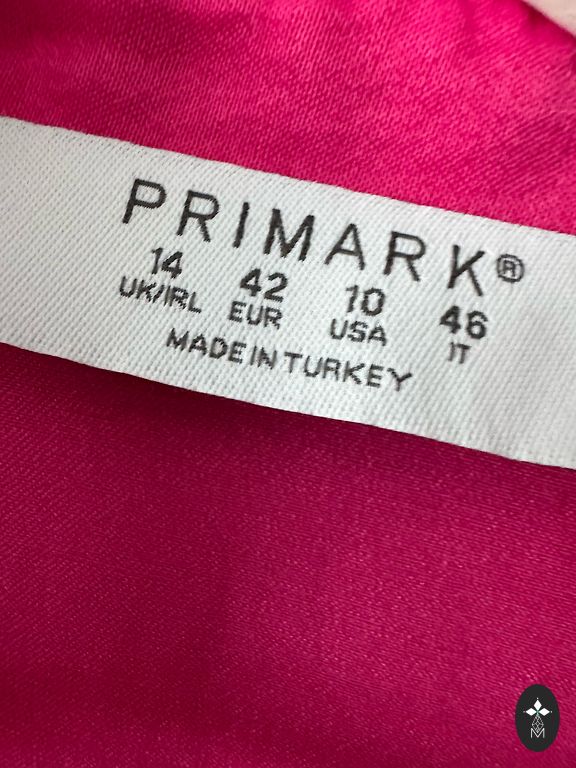 PRIMARK®
14 42 10 46
UK/IRL EUR USA IT
MADE IN TURKEY
M